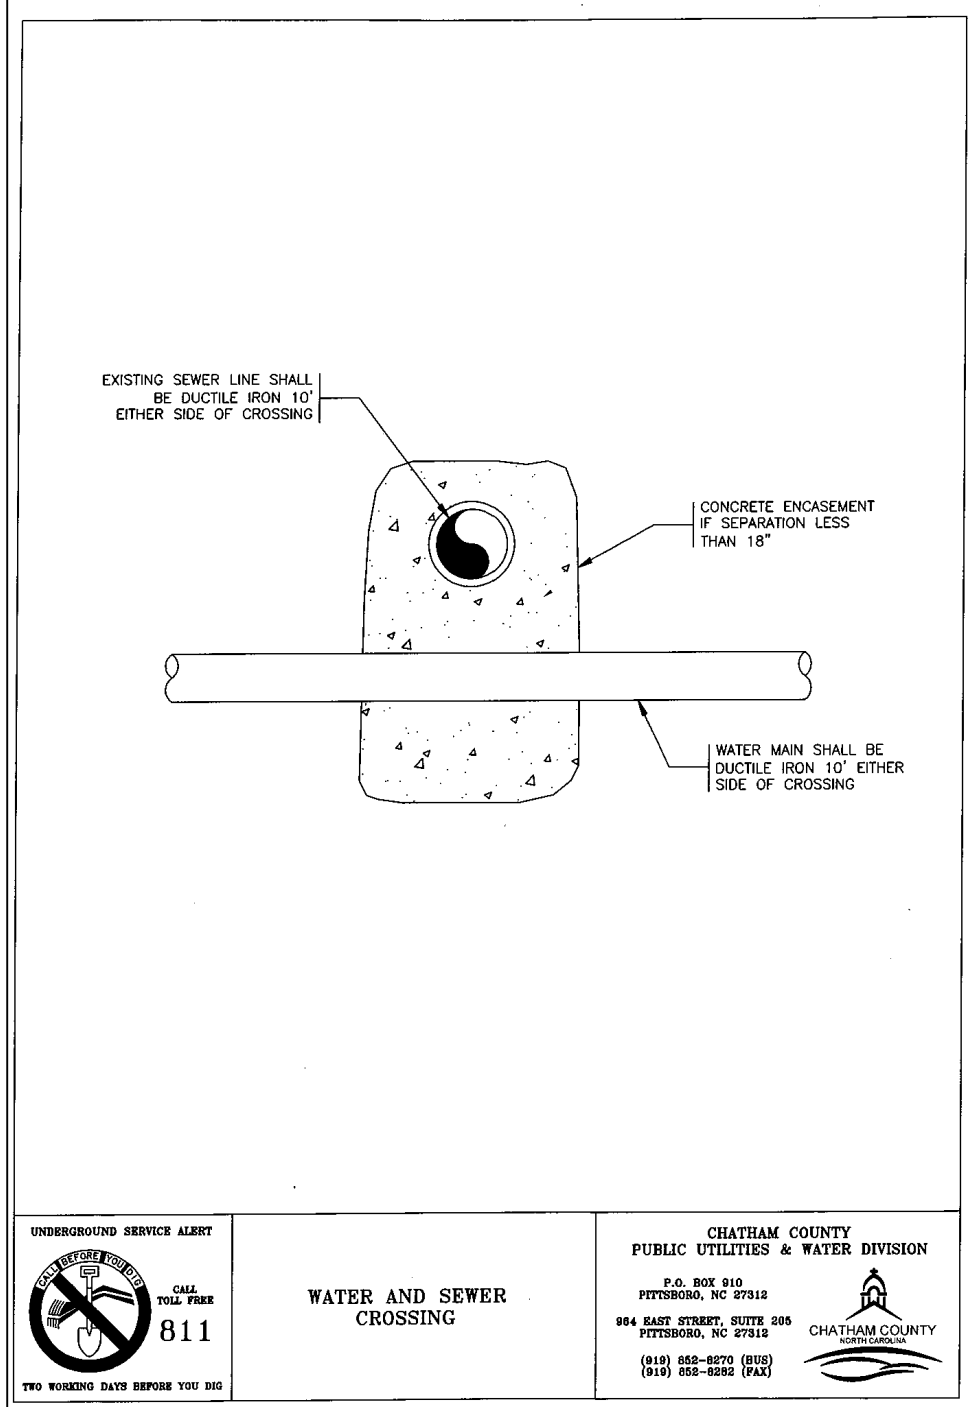 EXISTING SEWER LINE SHALL
BE DUCTILE IRON 10'
EITHER SIDE OF CROSSING
CONCRETE ENCASEMENT
IF SEPARATION LESS
THAN 18"
WATER MAIN SHALL BE
DUCTILE IRON 10' EITHER
SIDE OF CROSSING
UNDERGROUND SERVICE ALERT
CALL BEFORE YOU DIG
CALL
TOLL FREE
811
TWO WORKING DAYS BEFORE YOU DIG
WATER AND SEWER
CROSSING
CHATHAM COUNTY
PUBLIC UTILITIES & WATER DIVISION
P.O. BOX 910
PITTSBORO, NC 27312
964 EAST STREET, SUITE 205
PITTSBORO, NC 27312
(919) 852-8270 (BUS)
(919) 852-8282 (FAX)
CHATHAM COUNTY
NORTH CAROLINA